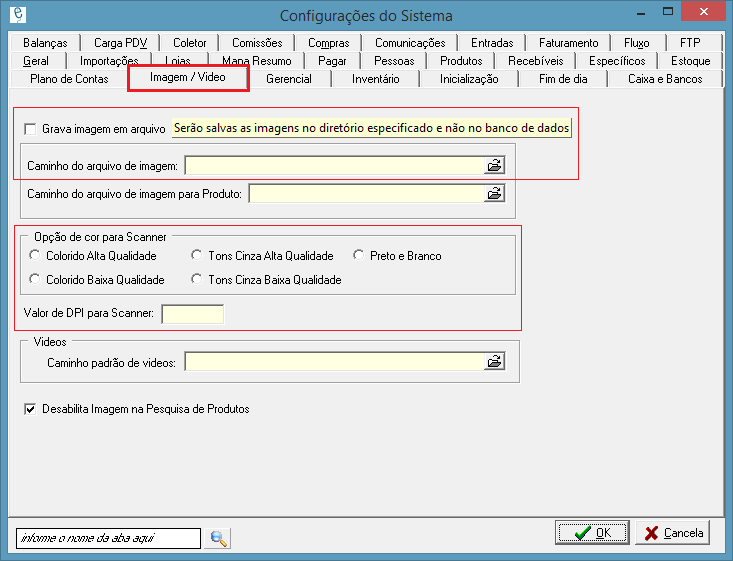 Configurações do Sistema
Balanças Carga PDV Coletor Comissões Compras Comunicações Entradas Faturamento Fluxo FTP
Geral Importações Lojas Mapa Resumo Pagar Pessoas Produtos Recebíveis Específicos Estoque
Plano de Contas Imagem / Video Gerencial Inventário Inicialização Fim de dia Caixa e Bancos
Grava imagem em arquivo Serão salvas as imagens no diretório especificado e não no banco de dados
Caminho do arquivo de imagem:
Caminho do arquivo de imagem para Produto:
Opção de cor para Scanner
Colorido Alta Qualidade Tons Cinza Alta Qualidade Preto e Branco
Colorido Baixa Qualidade Tons Cinza Baixa Qualidade
Valor de DPI para Scanner:
Videos
Caminho padrão de videos:
Desabilita Imagem na Pesquisa de Produtos
informe o nome da aba aqui OK Cancela